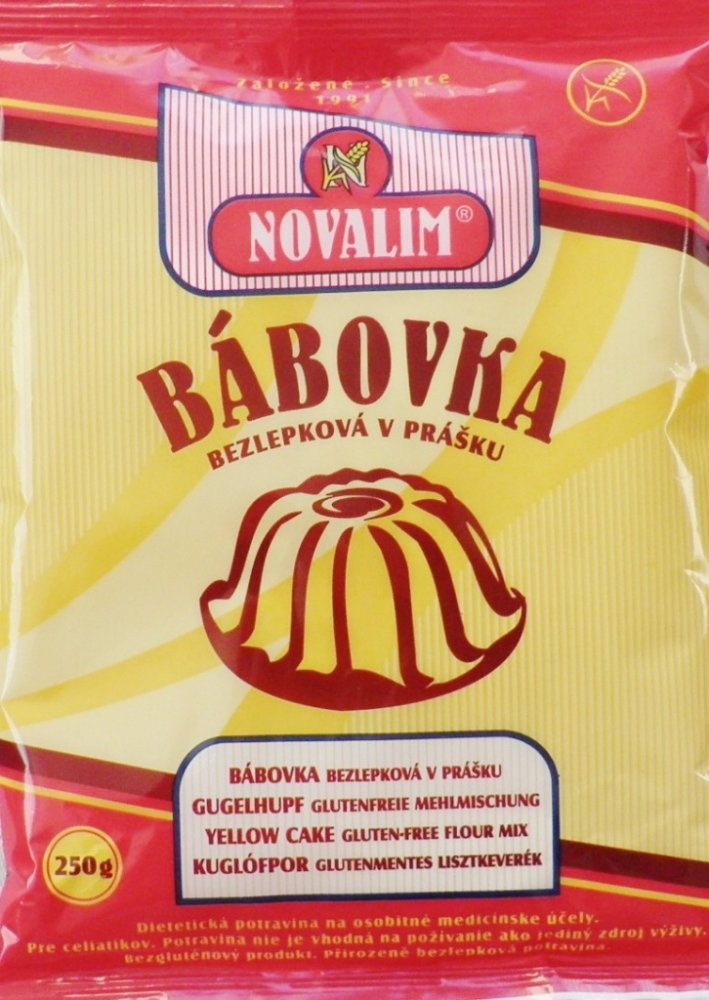 Založené . Since
1991
NOVALIM®
BÁBOVKA
BEZLEPKOVÁ V PRÁŠKU
BÁBOVKA BEZLEPKOVÁ V PRÁŠKU
GUGELHUPF GLUTENFREIE MEHLMISCHUNG
YELLOW CAKE GLUTEN-FREE FLOUR MIX
KUGLÓFPOR GLUTENMENTES LISZTKEVERÉK
250g
Dietetická potravina na osobitné medicínske účely.
Pre celiatikov. Potravina nie je vhodná na požívanie ako jediný zdroj výživy.
Bezgluténový produkt. Přirozeně bezlepková potravina.